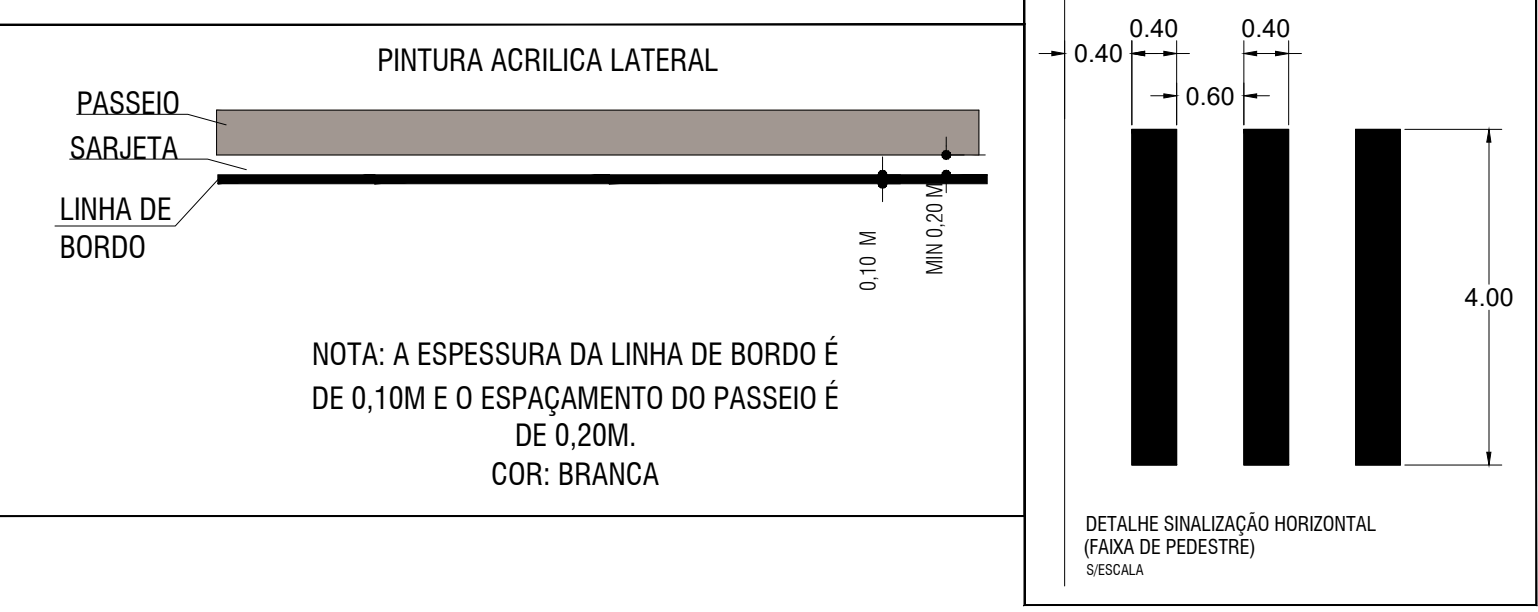 PINTURA ACRILICA LATERAL
PASSEIO
SARJETA
LINHA DE
BORDO
0,10 M
MIN 0,20 M
NOTA: A ESPESSURA DA LINHA DE BORDO É
DE 0,10M E O ESPAÇAMENTO DO PASSEIO É
DE 0,20M.
COR: BRANCA
0.40 0.40
0.40
0.60
4.00
DETALHE SINALIZAÇÃO HORIZONTAL
(FAIXA DE PEDESTRE)
S/ESCALA